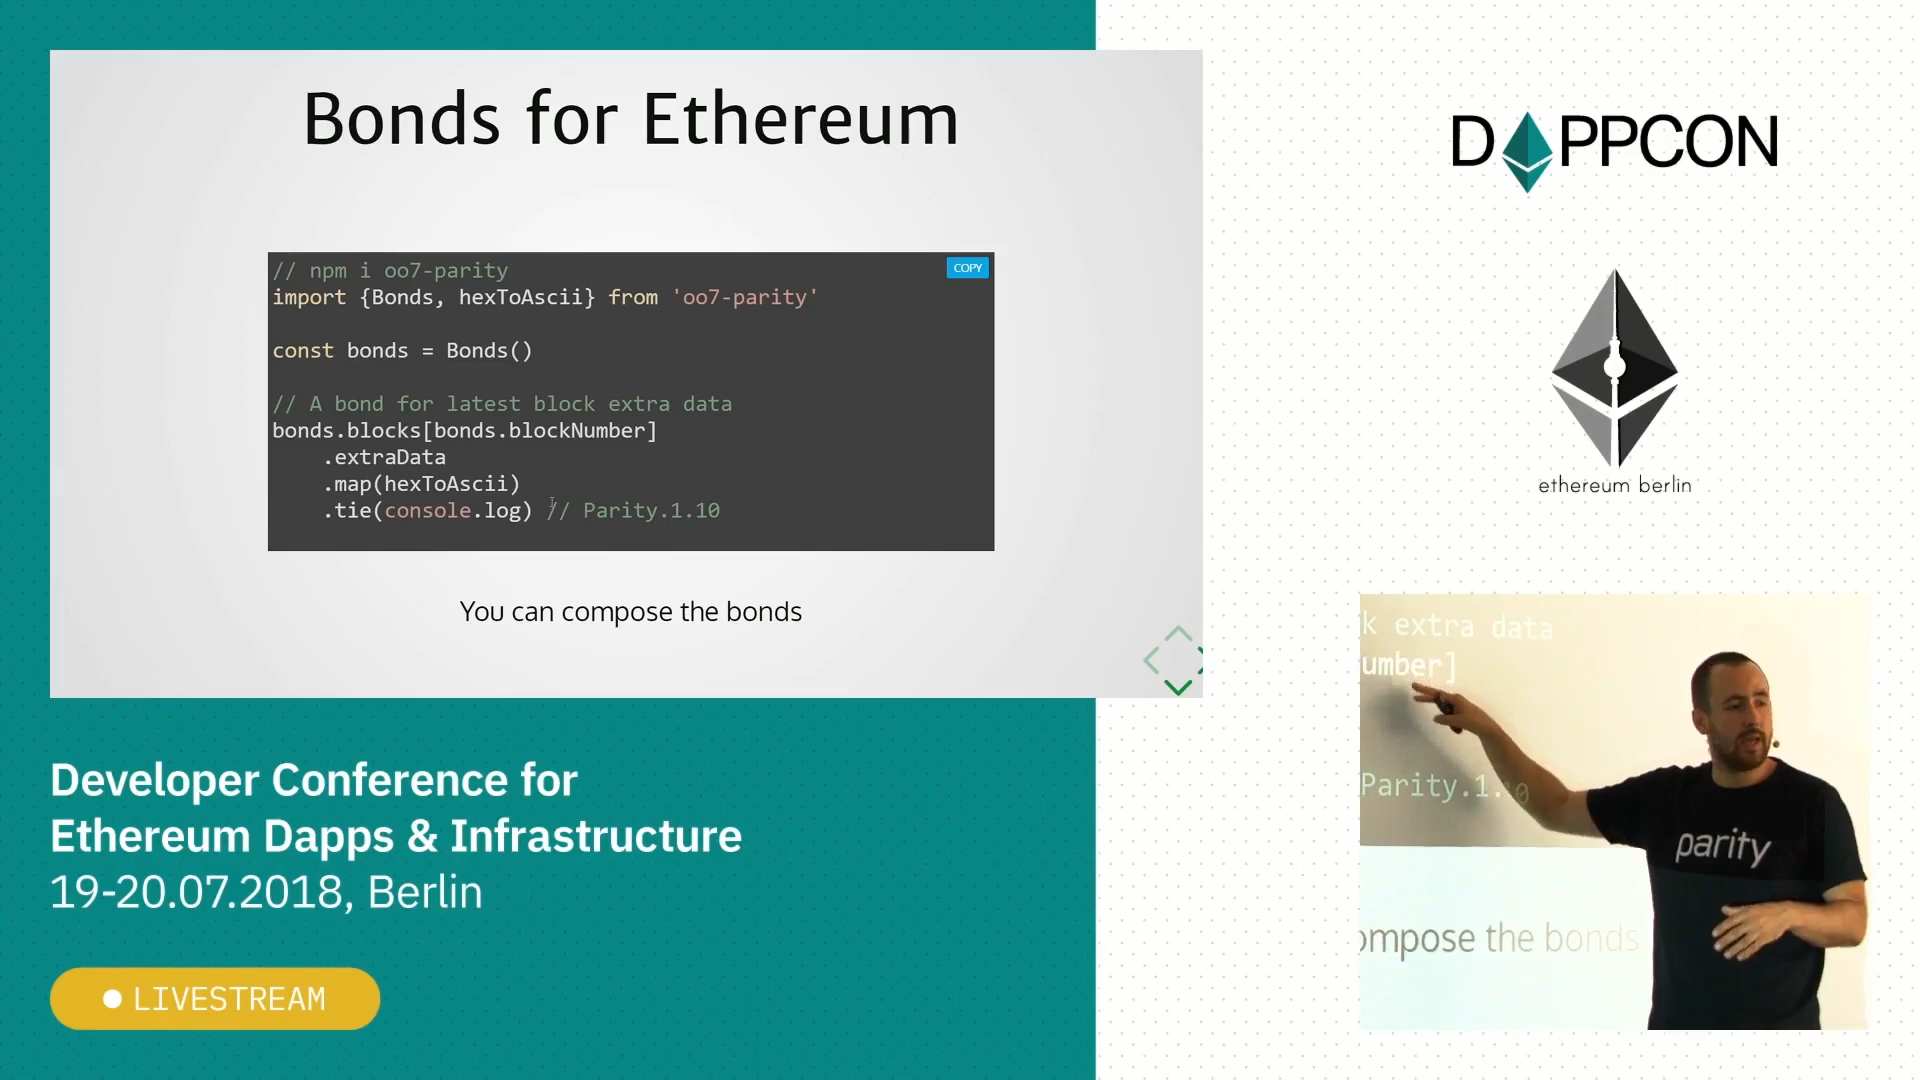 Bonds for Ethereum
COPY
// npm i oo7-parity
import {Bonds, hexToAscii} from 'oo7-parity'
const bonds = Bonds()
// A bond for latest block extra data
bonds.blocks[bonds.blockNumber]
.extraData
.map(hexToAscii)
.tie(console.log) // Parity.1.10
You can compose the bonds
Developer Conference for
Ethereum Dapps & Infrastructure
19-20.07.2018, Berlin
LIVESTREAM
DAPPCON
ethereum berlin
k extra data
umber]
Parity.1.10
parity
ompose the bonds